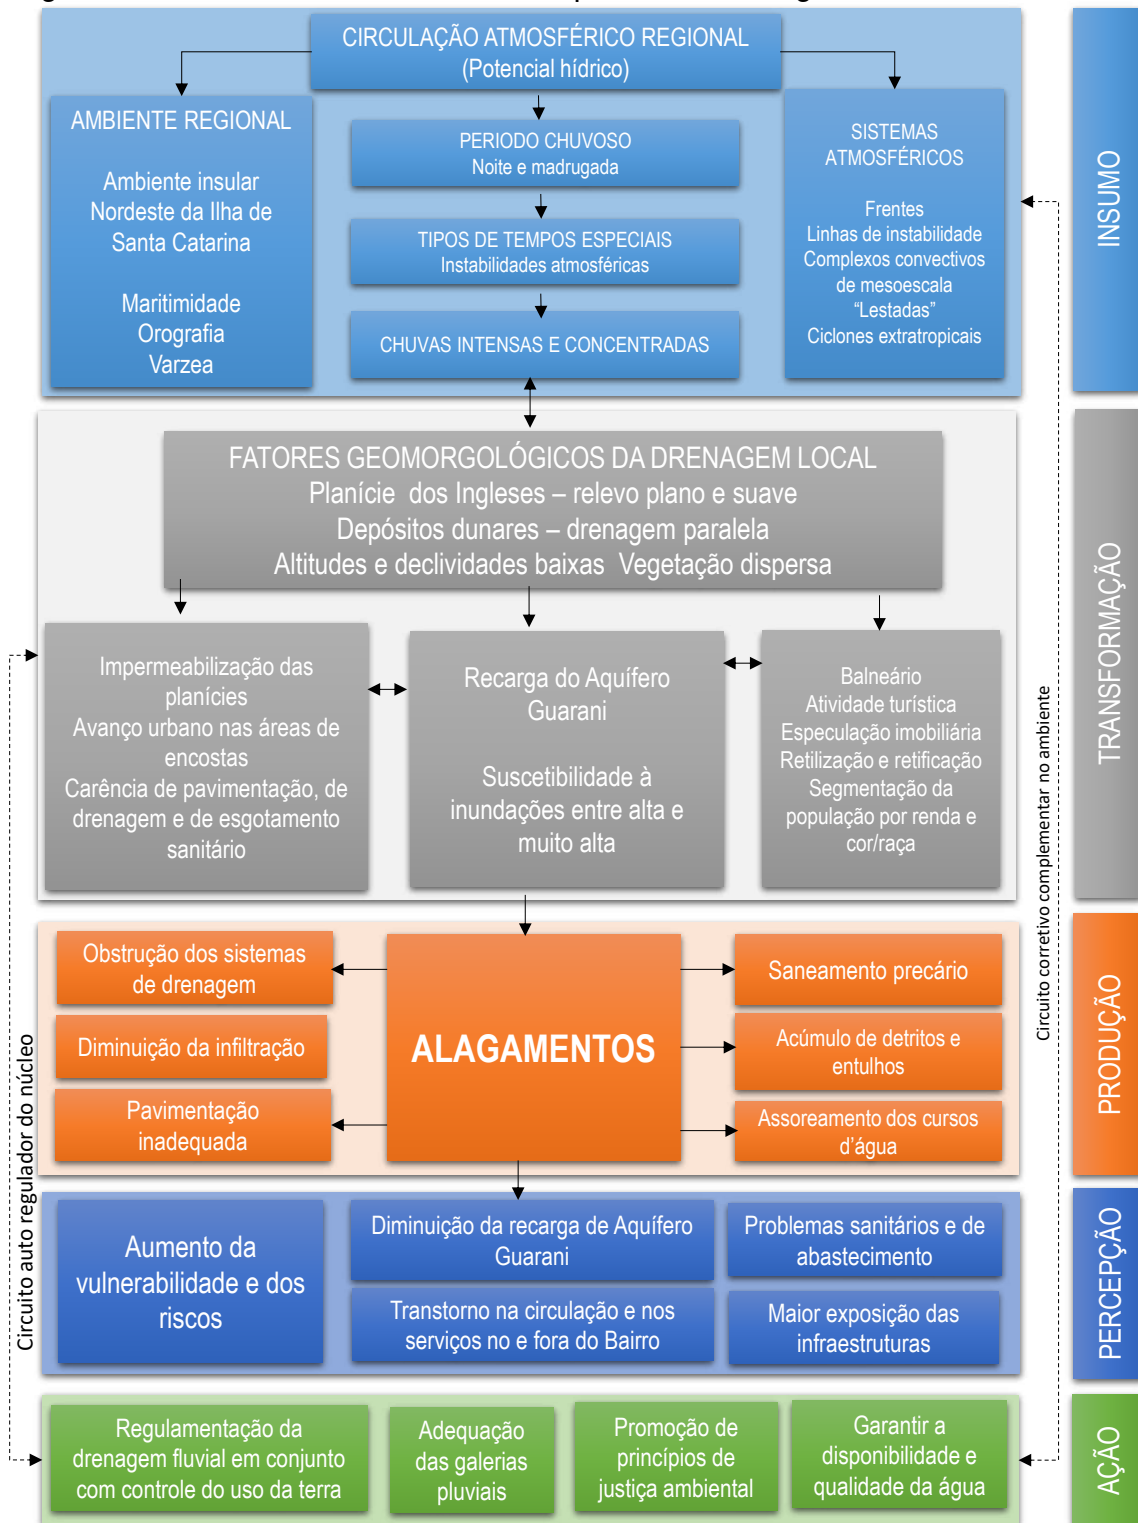 CIRCULAÇÃO ATMOSFÉRICO REGIONAL
(Potencial hídrico)
AMBIENTE REGIONAL
Ambiente insular
Nordeste da Ilha de
Santa Catarina
Maritimidade
Orografia
Varzea
PERIODO CHUVOSO
Noite e madrugada
TIPOS DE TEMPOS ESPECIAIS
Instabilidades atmosféricas
CHUVAS INTENSAS E CONCENTRADAS
SISTEMAS
ATMOSFÉRICOS
Frentes
Linhas de instabilidade
Complexos convectivos
de mesoescala
“Lestadas”
Ciclones extratropicais
INSUMO
FATORES GEOMORGOLÓGICOS DA DRENAGEM LOCAL
Planície dos Ingleses – relevo plano e suave
Depósitos dunares – drenagem paralela
Altitudes e declividades baixas Vegetação dispersa
Impermeabilização das
planícies
Avanço urbano nas áreas de
encostas
Carência de pavimentação, de
drenagem e de esgotamento
sanitário
Recarga do Aquífero
Guarani
Suscetibilidade à
inundações entre alta e
muito alta
Balneário
Atividade turística
Especulação imobiliária
Retilização e retificação
Segmentação da
população por renda e
cor/raça
TRANSFORMAÇÃO
Obstrução dos sistemas
de drenagem
Diminuição da infiltração
Pavimentação
inadequada
ALAGAMENTOS
Saneamento precário
Acúmulo de detritos e
entulhos
Assoreamento dos cursos
d’água
PRODUÇÃO
Aumento da
vulnerabilidade e dos
riscos
Diminuição da recarga de Aquífero
Guarani
Transtorno na circulação e nos
serviços no e fora do Bairro
Problemas sanitários e de
abastecimento
Maior exposição das
infraestruturas
PERCEPÇÃO
Regulamentação da
drenagem fluvial em conjunto
com controle do uso da terra
Adequação
das galerias
pluviais
Promoção de
princípios de
justiça ambiental
Garantir a
disponibilidade e
qualidade da água
AÇÃO
Circuito auto regulador do núcleo
Circuito corretivo complementar no ambiente